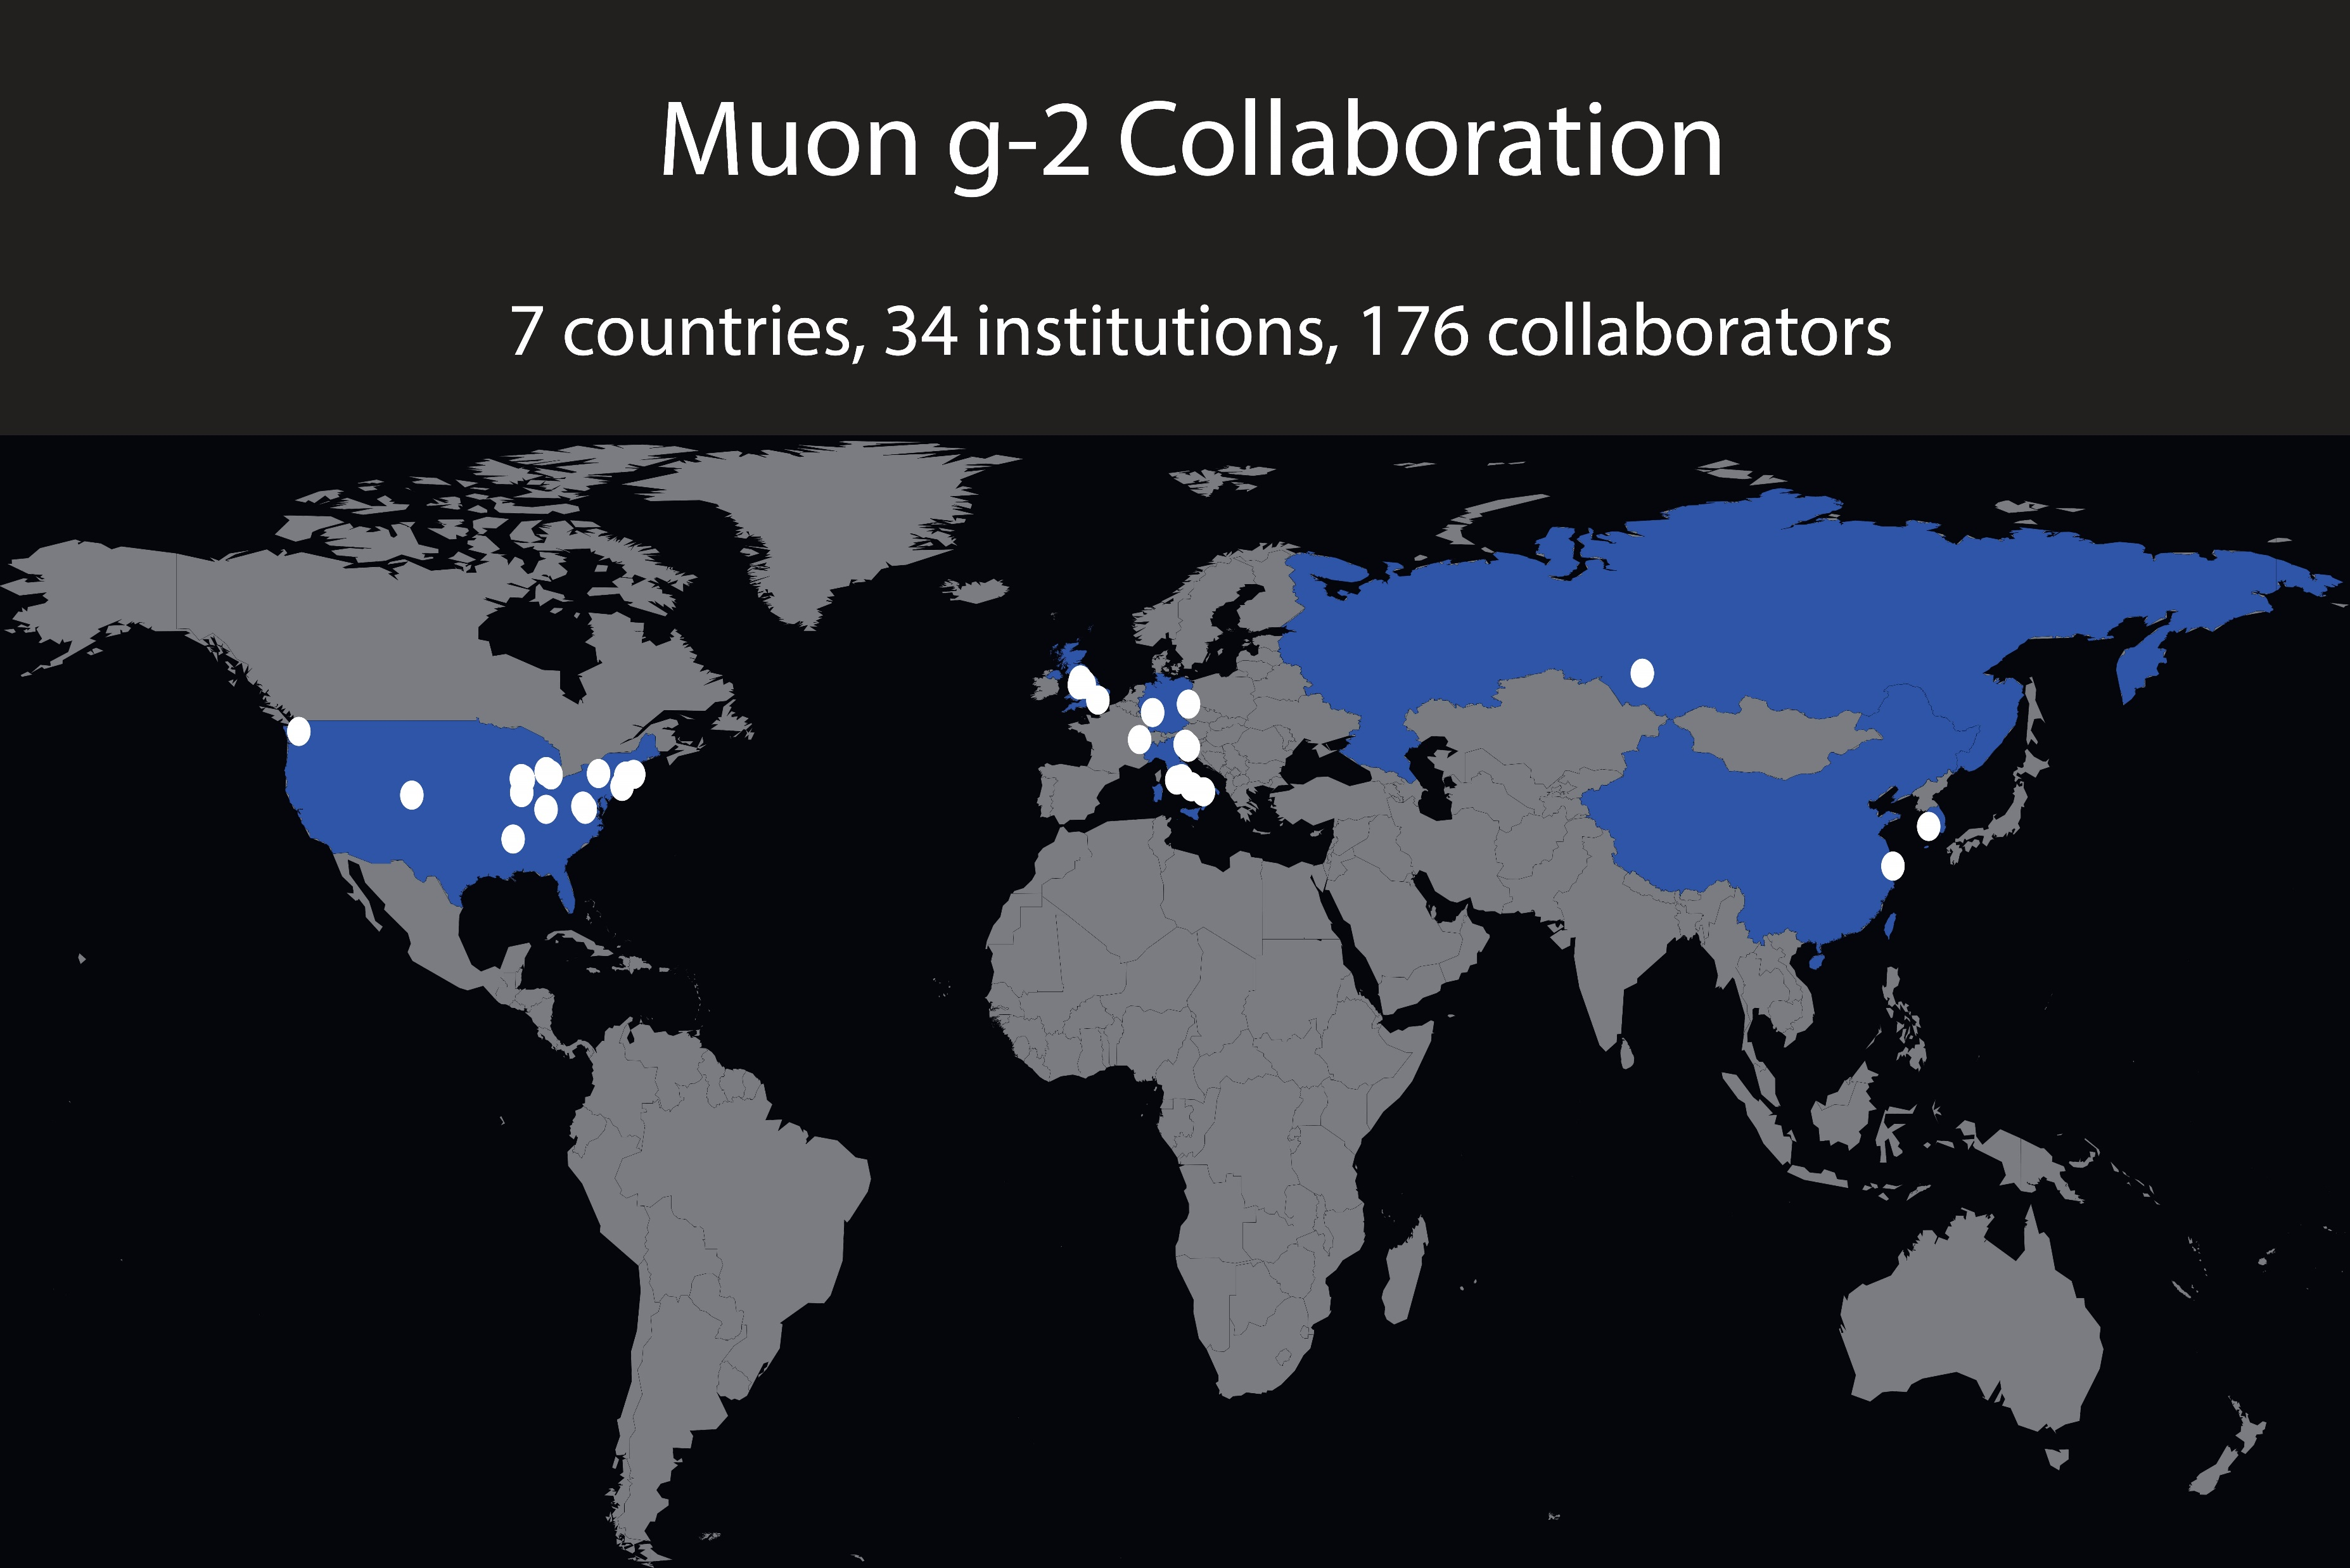 Muon g-2 Collaboration
7 countries, 34 institutions, 176 collaborators